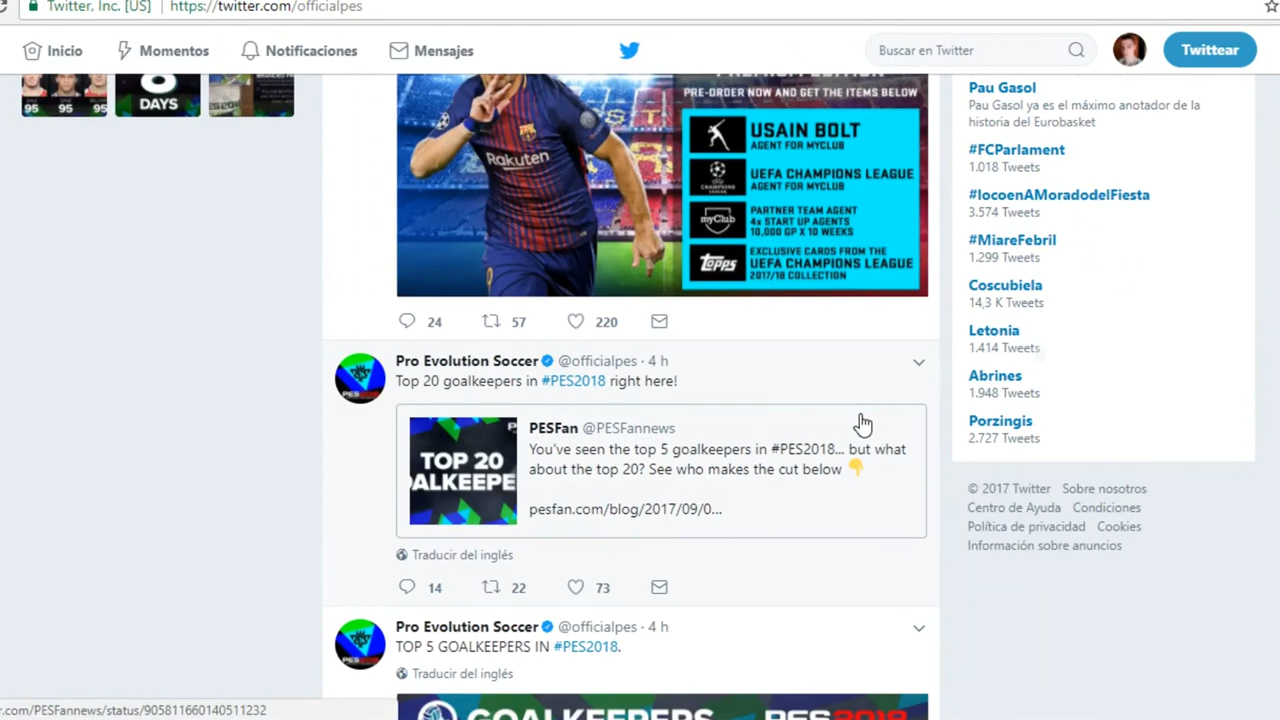 Twitter, Inc. [US] https://twitter.com/officialpes
Inicio Momentos Notificaciones Mensajes Buscar en Twitter Twittear
95 95 95
8
DAYS
PREMIUM EDITION
PRE-ORDER NOW AND GET THE ITEMS BELOW
USAIN BOLT
AGENT FOR MYCLUB
UEFA CHAMPIONS LEAGUE
AGENT FOR MYCLUB
CHAMPIONS LEAGUE
myClub
PARTNER TEAM AGENT
4x START UP AGENTS
10,000 GP X 10 WEEKS
Topps
EXCLUSIVE CARDS FROM THE
UEFA CHAMPIONS LEAGUE
2017/18 COLLECTION
Rakuten
24 57 220
Pro Evolution Soccer @officialpes · 4 h
Top 20 goalkeepers in #PES2018 right here!
TOP 20
OALKEEPE
PESFan @PESFannews
You've seen the top 5 goalkeepers in #PES2018... but what
about the top 20? See who makes the cut below 👇
pesfan.com/blog/2017/09/0...
Traducir del inglés
14 22 73
Pro Evolution Soccer @officialpes · 4 h
TOP 5 GOALKEEPERS IN #PES2018.
Traducir del inglés
GOALKEEPERS PES2018
Pau Gasol
Pau Gasol ya es el máximo anotador de la
historia del Eurobasket
#FCParlament
1.018 Tweets
#locoenAMoradodelFiesta
3.574 Tweets
#MiareFebril
1.299 Tweets
Coscubiela
14,3 K Tweets
Letonia
1.414 Tweets
Abrines
1.948 Tweets
Porzingis
2.727 Tweets
© 2017 Twitter Sobre nosotros
Centro de Ayuda Condiciones
Política de privacidad Cookies
Información sobre anuncios
r.com/PESFannews/status/905811660140511232